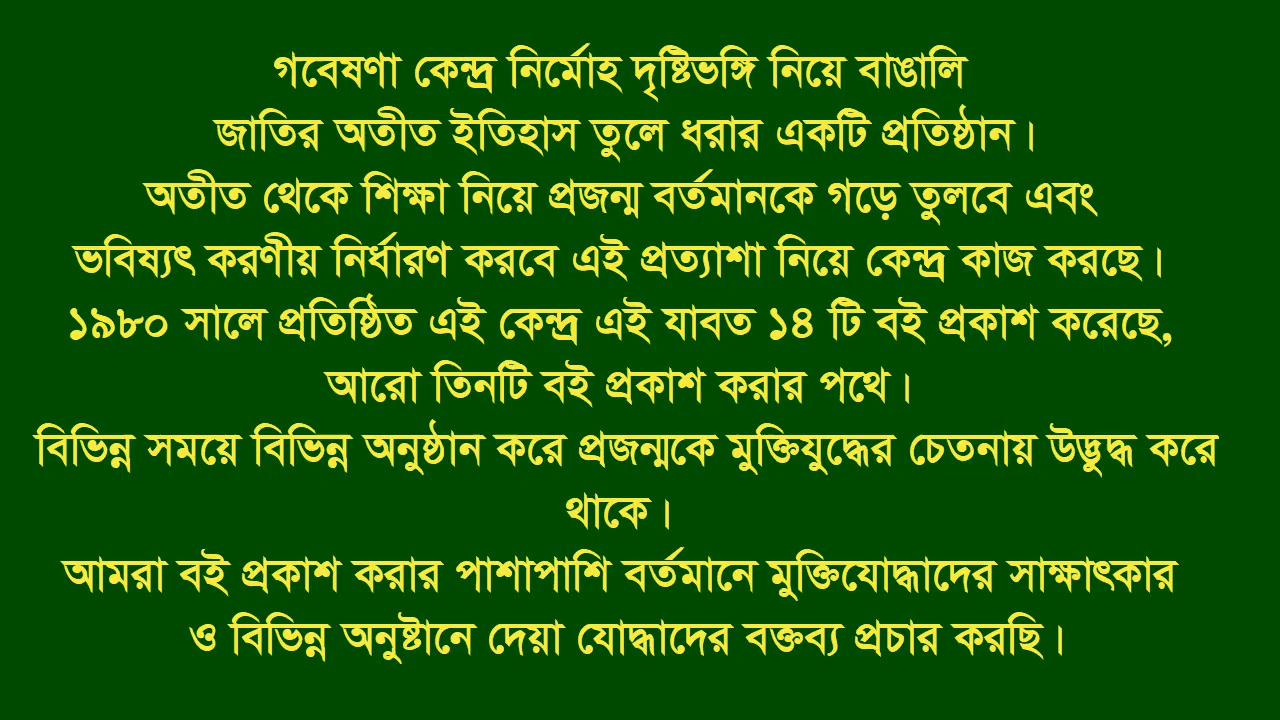 গবেষণা কেন্দ্র নির্মোহ দৃষ্টিভঙ্গি নিয়ে বাঙালি
জাতির অতীত ইতিহাস তুলে ধরার একটি প্রতিষ্ঠান।
অতীত থেকে শিক্ষা নিয়ে প্রজন্ম বর্তমানকে গড়ে তুলবে এবং
ভবিষ্যৎ করণীয় নির্ধারণ করবে এই প্রত্যাশা নিয়ে কেন্দ্র কাজ করছে।
১৯৮০ সালে প্রতিষ্ঠিত এই কেন্দ্র এই যাবত ১৪ টি বই প্রকাশ করেছে,
আরো তিনটি বই প্রকাশ করার পথে।
বিভিন্ন সময়ে বিভিন্ন অনুষ্ঠান করে প্রজন্মকে মুক্তিযুদ্ধের চেতনায় উদ্ভুদ্ধ করে
থাকে।
আমরা বই প্রকাশ করার পাশাপাশি বর্তমানে মুক্তিযোদ্ধাদের সাক্ষাৎকার
ও বিভিন্ন অনুষ্টানে দেয়া যোদ্ধাদের বক্তব্য প্রচার করছি।